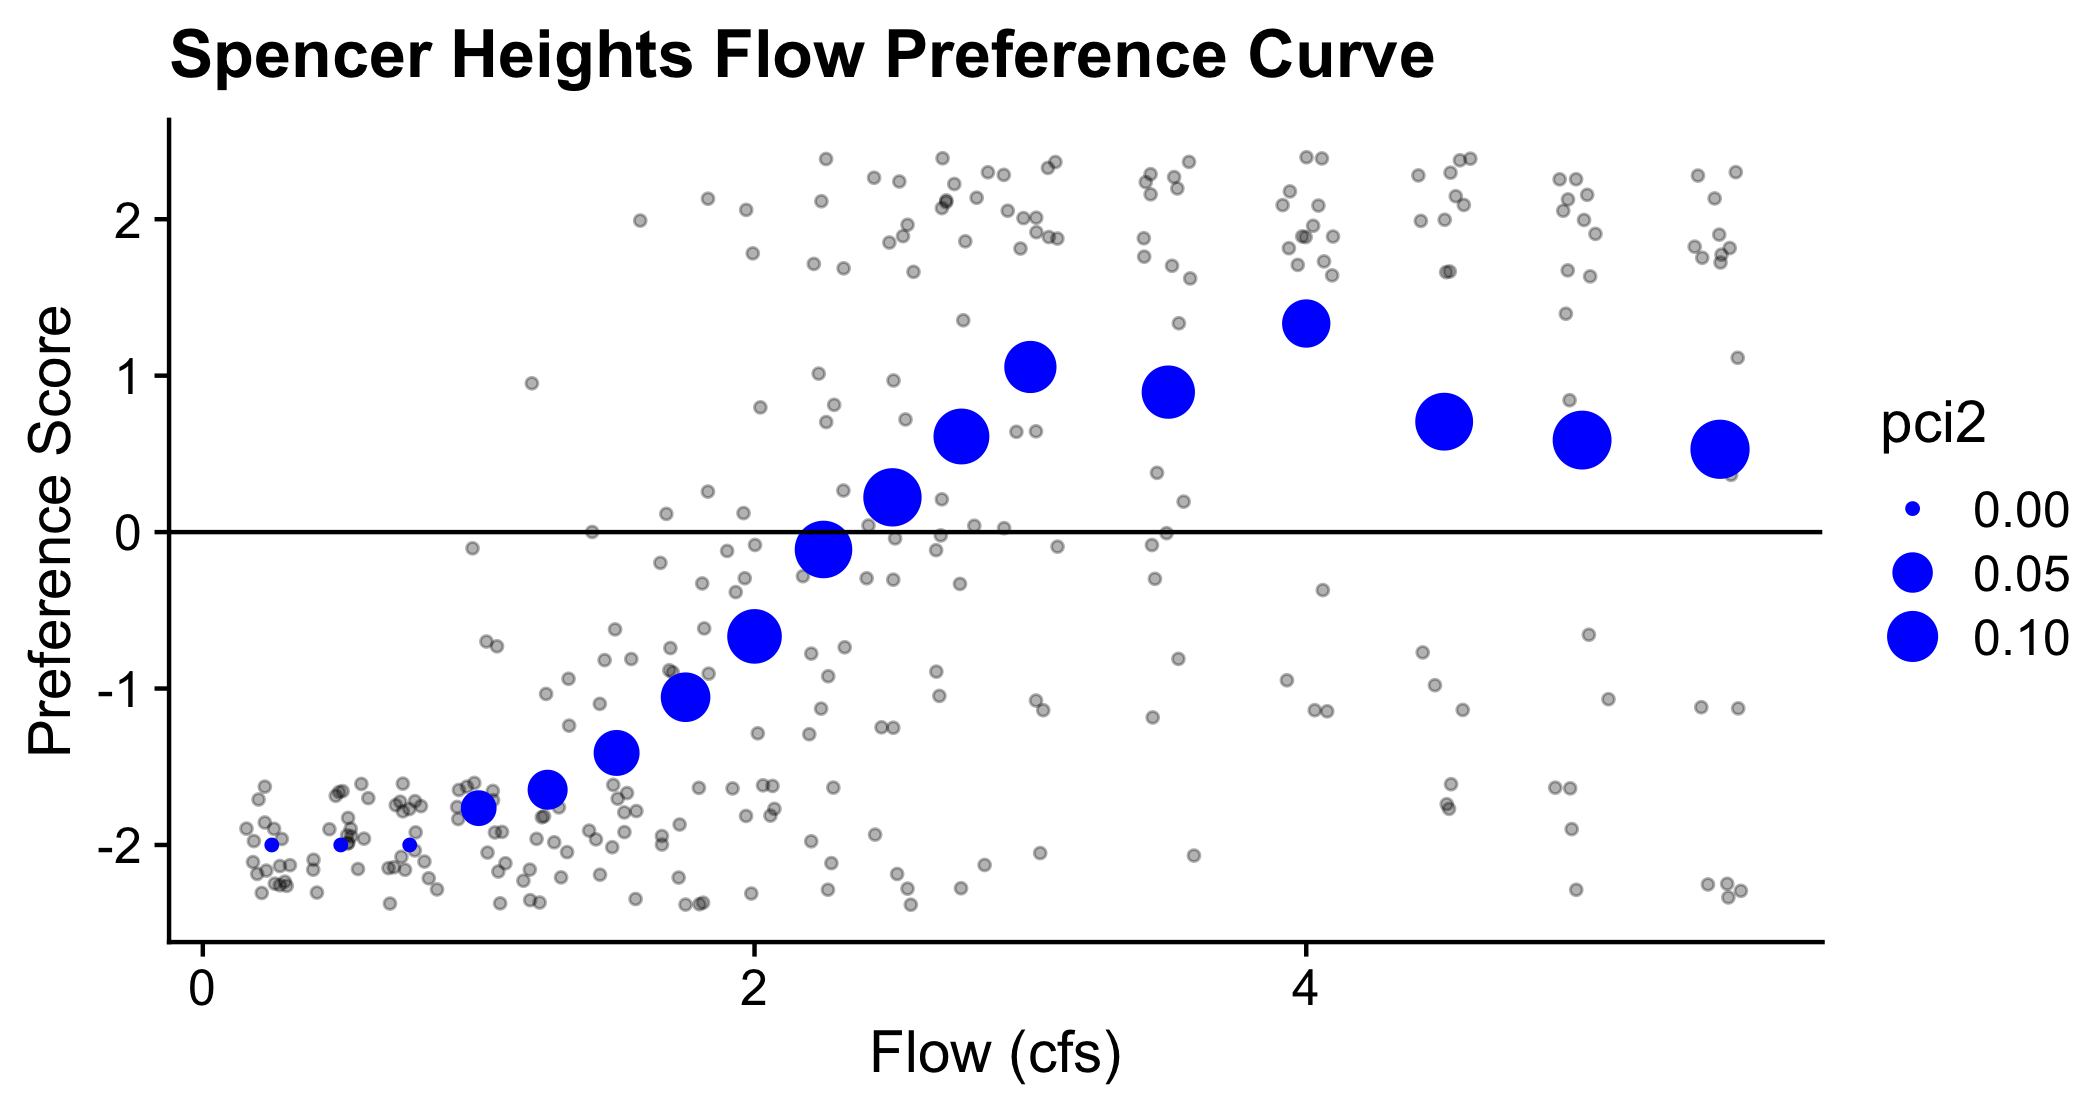 Spencer Heights Flow Preference Curve
Preference Score
2
1
0
-1
-2
0
2
4
Flow (cfs)
pci2
0.00
0.05
0.10